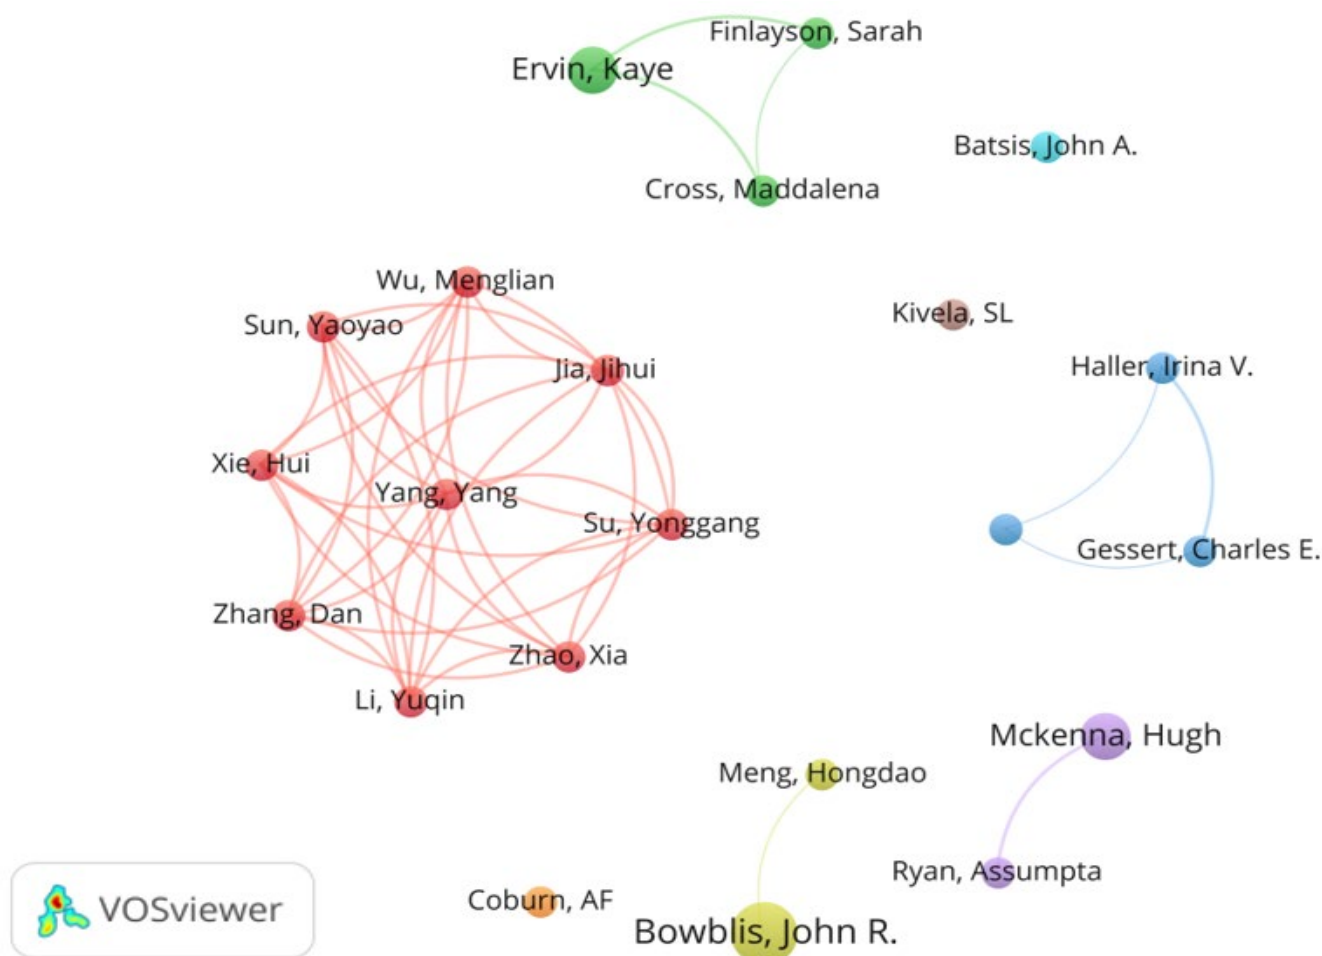 Finlayson, Sarah
Ervin, Kaye
Batsis, John A.
Cross, Maddalena
Wu, Menglian
Sun, Yaoyao
Kivela, SL
Jia, Jihui
Haller, Irina V.
Xie, Hui
Yang, Yang
Su, Yonggang
Gessert, Charles E.
Zhang, Dan
Zhao, Xia
Li, Yuqin
Mckenna, Hugh
Meng, Hongdao
Ryan, Assumpta
Coburn, AF
Bowblis, John R.
VOSviewer